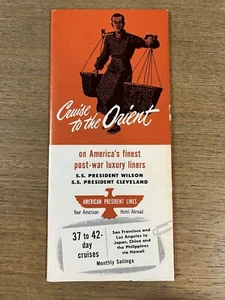 Cruise
to the Orient
on America's finest
post-war luxury liners
S.S. PRESIDENT WILSON
S.S. PRESIDENT CLEVELAND
AMERICAN PRESIDENT LINES
Your American Hotel Abroad
37 to 42-
day
cruises
San Francisco and
Los Angeles to
Japan, China and
the Philippines
via Hawaii
Monthly Sailings